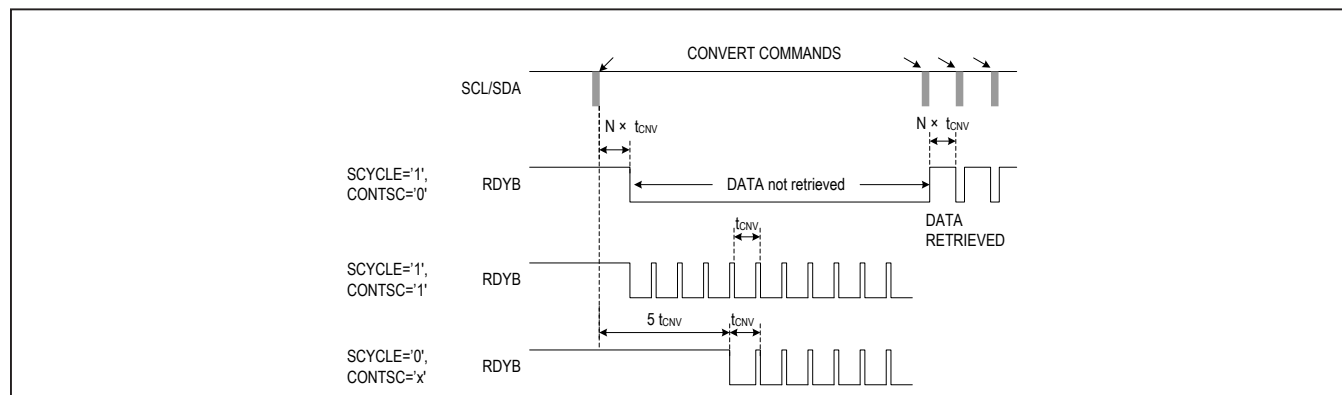 CONVERT COMMANDS
SCL/SDA
N × tCNV
N × tCNV
SCYCLE='1',
CONTSC='0'
RDYB
DATA not retrieved
DATA
RETRIEVED
tCNV
SCYCLE='1',
CONTSC='1'
RDYB
5 tCNV
tCNV
SCYCLE='0',
CONTSC='x'
RDYB